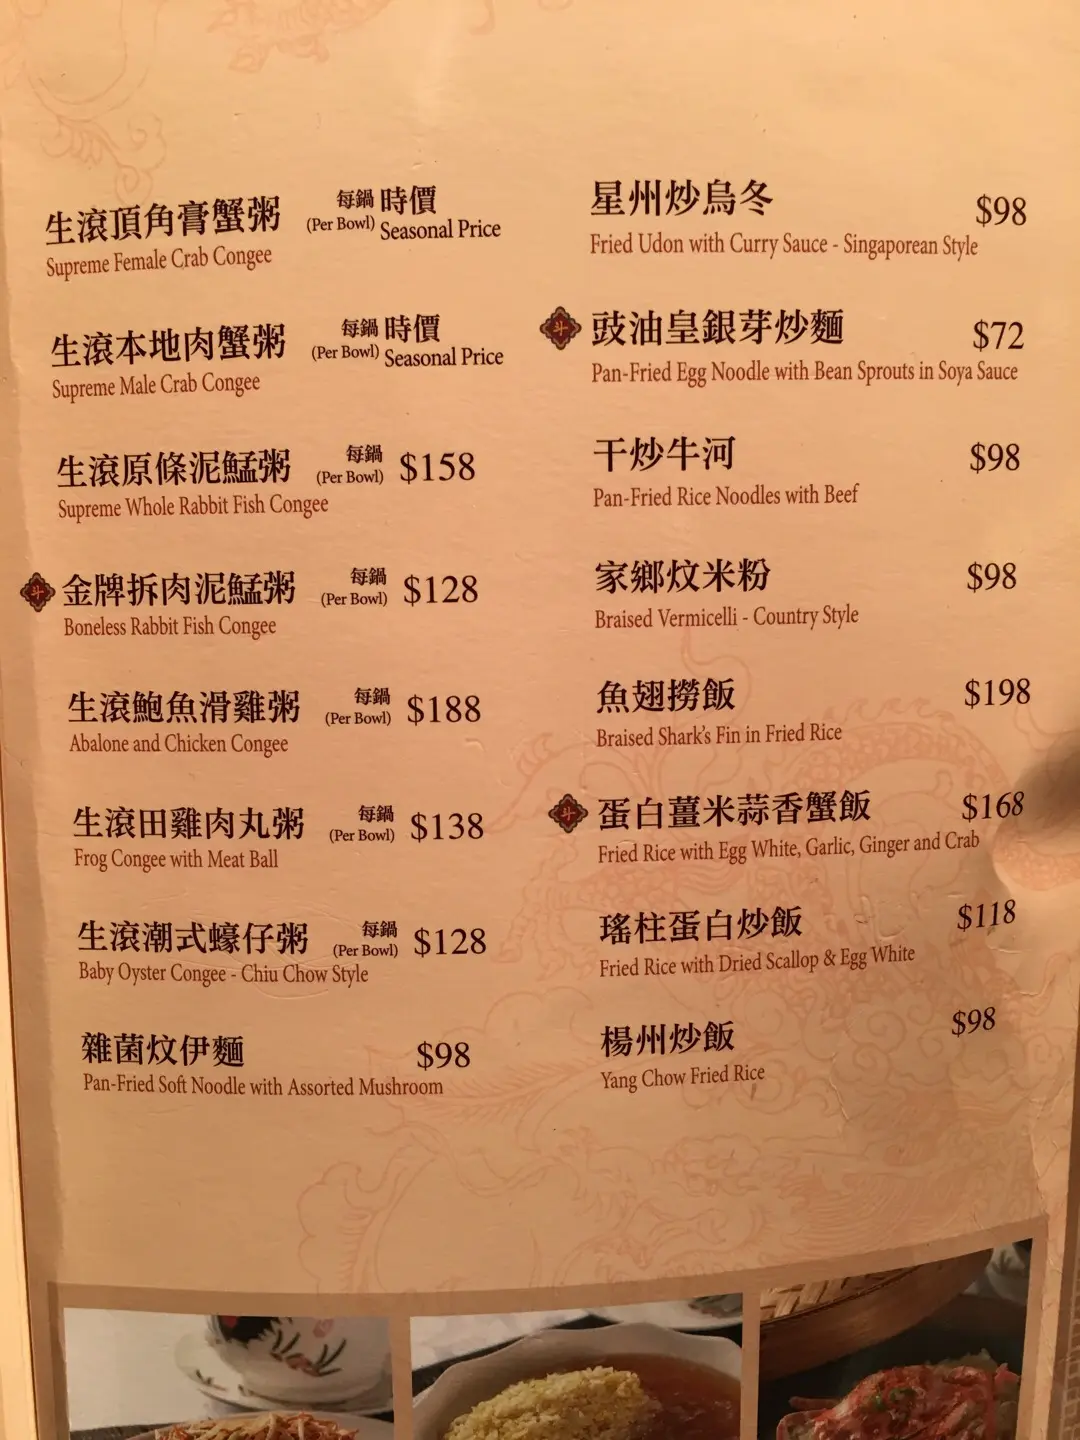 生滾頂角膏蟹粥 每鍋 時價
(Per Bowl) Seasonal Price
Supreme Female Crab Congee
生滾本地肉蟹粥 每鍋 時價
(Per Bowl) Seasonal Price
Supreme Male Crab Congee
生滾原條泥鯭粥 每鍋 $158
(Per Bowl)
Supreme Whole Rabbit Fish Congee
斗 金牌拆肉泥鯭粥 每鍋 $128
(Per Bowl)
Boneless Rabbit Fish Congee
生滾鮑魚滑雞粥 每鍋 $188
(Per Bowl)
Abalone and Chicken Congee
生滾田雞肉丸粥 每鍋 $138
(Per Bowl)
Frog Congee with Meat Ball
生滾潮式蠔仔粥 每鍋 $128
(Per Bowl)
Baby Oyster Congee - Chiu Chow Style
雜菌炆伊麵 $98
Pan-Fried Soft Noodle with Assorted Mushroom
星州炒烏冬 $98
Fried Udon with Curry Sauce - Singaporean Style
斗 豉油皇銀芽炒麵 $72
Pan-Fried Egg Noodle with Bean Sprouts in Soya Sauce
干炒牛河 $98
Pan-Fried Rice Noodles with Beef
家鄉炆米粉 $98
Braised Vermicelli - Country Style
魚翅撈飯 $198
Braised Shark's Fin in Fried Rice
斗 蛋白薑米蒜香蟹飯 $168
Fried Rice with Egg White, Garlic, Ginger and Crab
瑤柱蛋白炒飯 $118
Fried Rice with Dried Scallop & Egg White
楊州炒飯 $98
Yang Chow Fried Rice